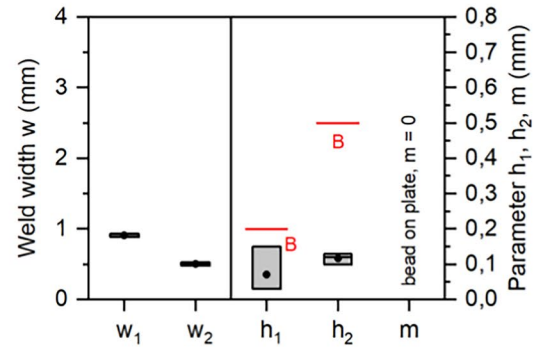 Weld width w (mm)
4
3
2
1
0
B
B
bead on plate, m = 0
0,8
0,7
0,6
0,5
0,4
0,3
0,2
0,1
0,0
Parameter h₁, h₂, m (mm)
w₁ w₂ h₁ h₂ m